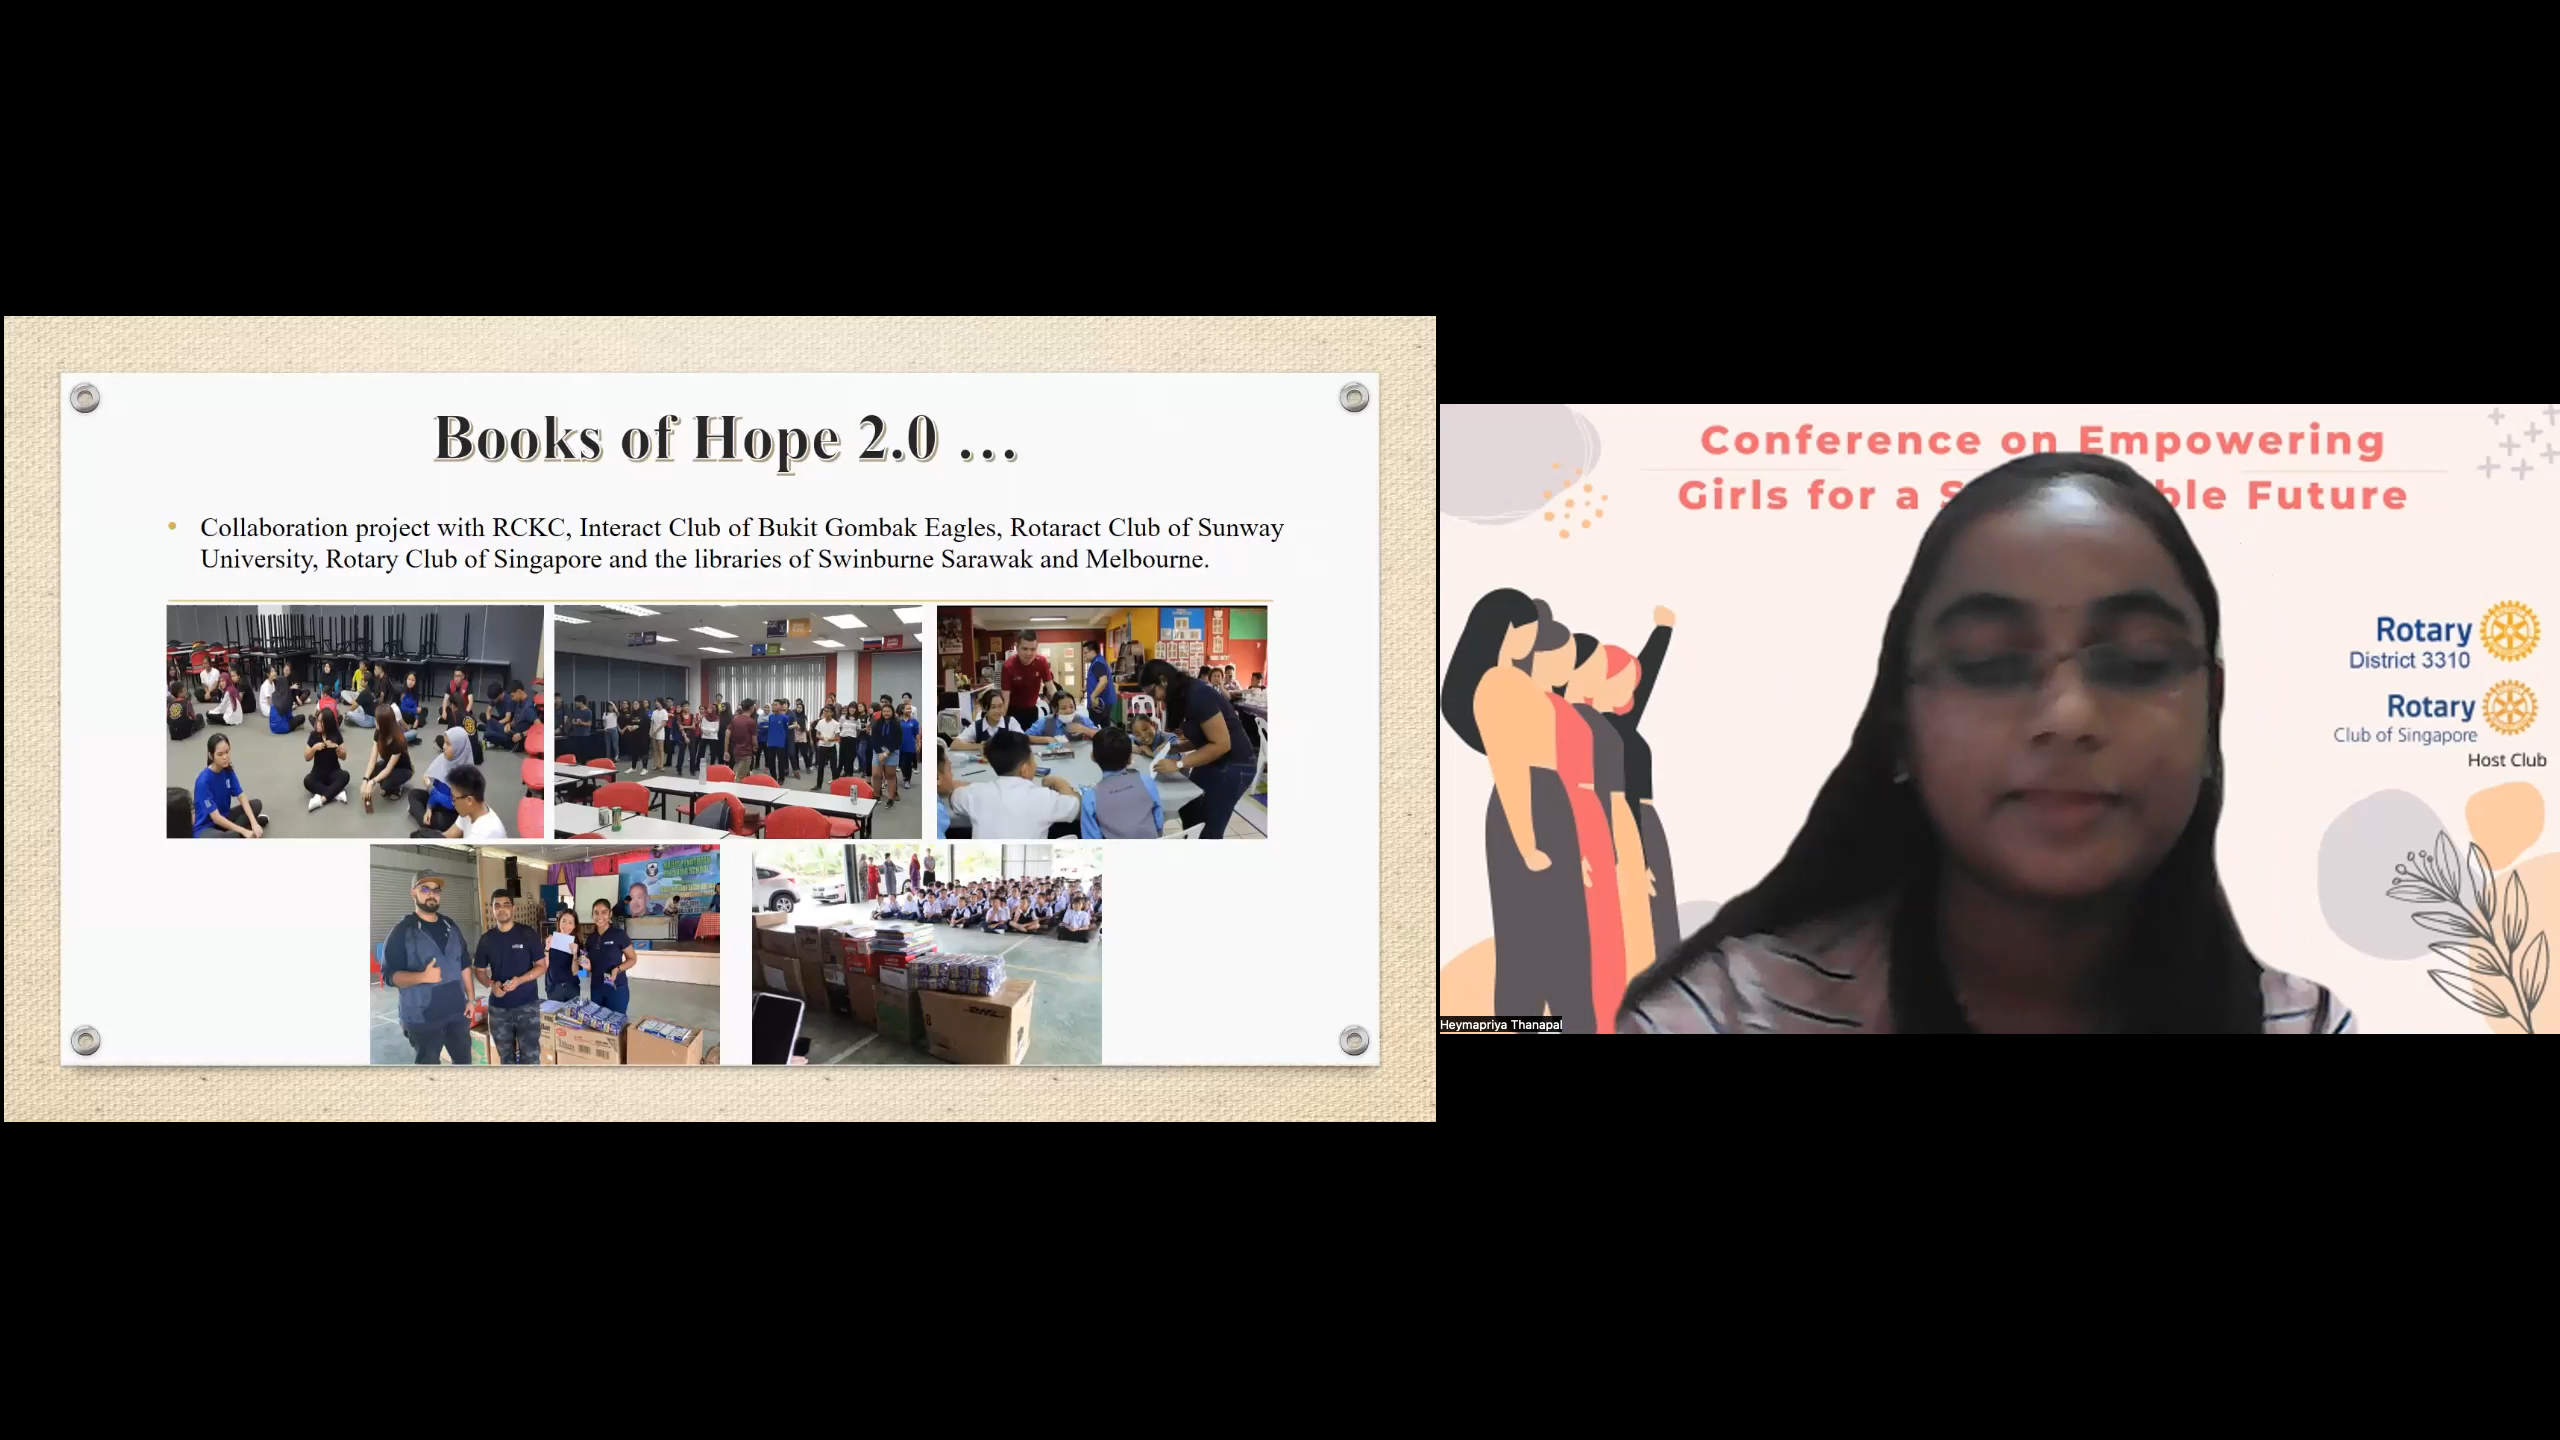 Books of Hope 2.0 ...
• Collaboration project with RCKC, Interact Club of Bukit Gombak Eagles, Rotaract Club of Sunway
University, Rotary Club of Singapore and the libraries of Swinburne Sarawak and Melbourne.
Conference on Empowering
Girls for a S ble Future
Rotary
District 3310
Rotary
Club of Singapore
Host Club
Heymapriya Thanapal